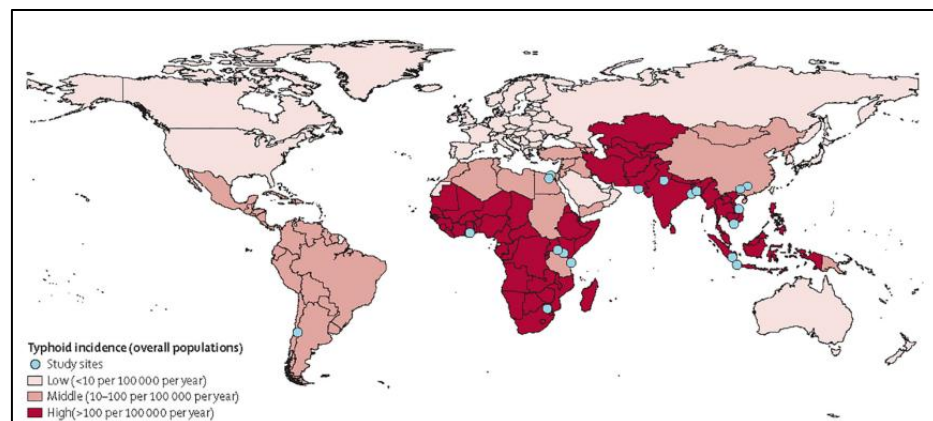 Typhoid incidence (overall populations)
Study sites
Low (<10 per 100 000 per year)
Middle (10–100 per 100 000 per year)
High(>100 per 100 000 per year)